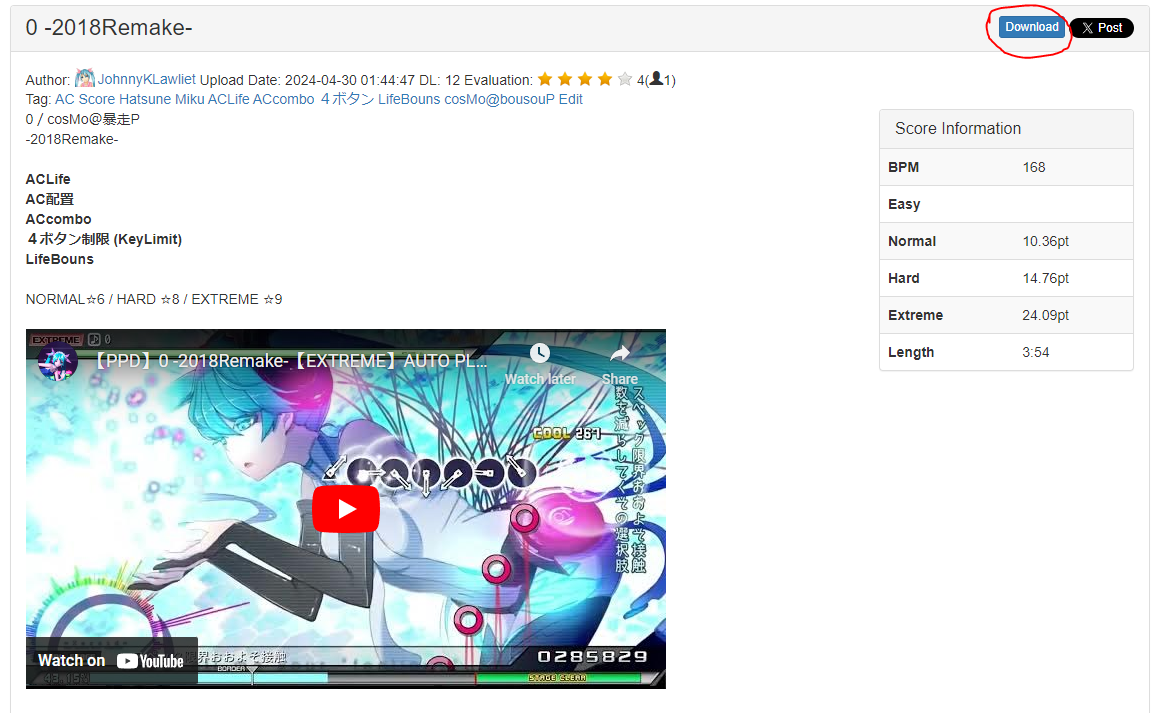 0 -2018Remake-
Download
X Post
Author: JohnnyKLawliet Upload Date: 2024-04-30 01:44:47 DL: 12 Evaluation: ★★★★☆ 4(1)
Tag: AC Score Hatsune Miku ACLife ACcombo ４ボタン LifeBouns cosMo@bousouP Edit
0 / cosMo＠暴走P
-2018Remake-
ACLife
AC配置
ACcombo
４ボタン制限 (KeyLimit)
LifeBouns
NORMAL☆6 / HARD ☆8 / EXTREME ☆9
Score Information
BPM 168
Easy
Normal 10.36pt
Hard 14.76pt
Extreme 24.09pt
Length 3:54
EXTREME 0
【PPD】0 -2018Remake-【EXTREME】AUTO PL...
Watch later
Share
スペック限界おおよそ接触
数を減らしてくその選択肢
COOL 267
Watch on YouTube
限界おおよそ接触
0285829
BORDER
STAGE CLEAR